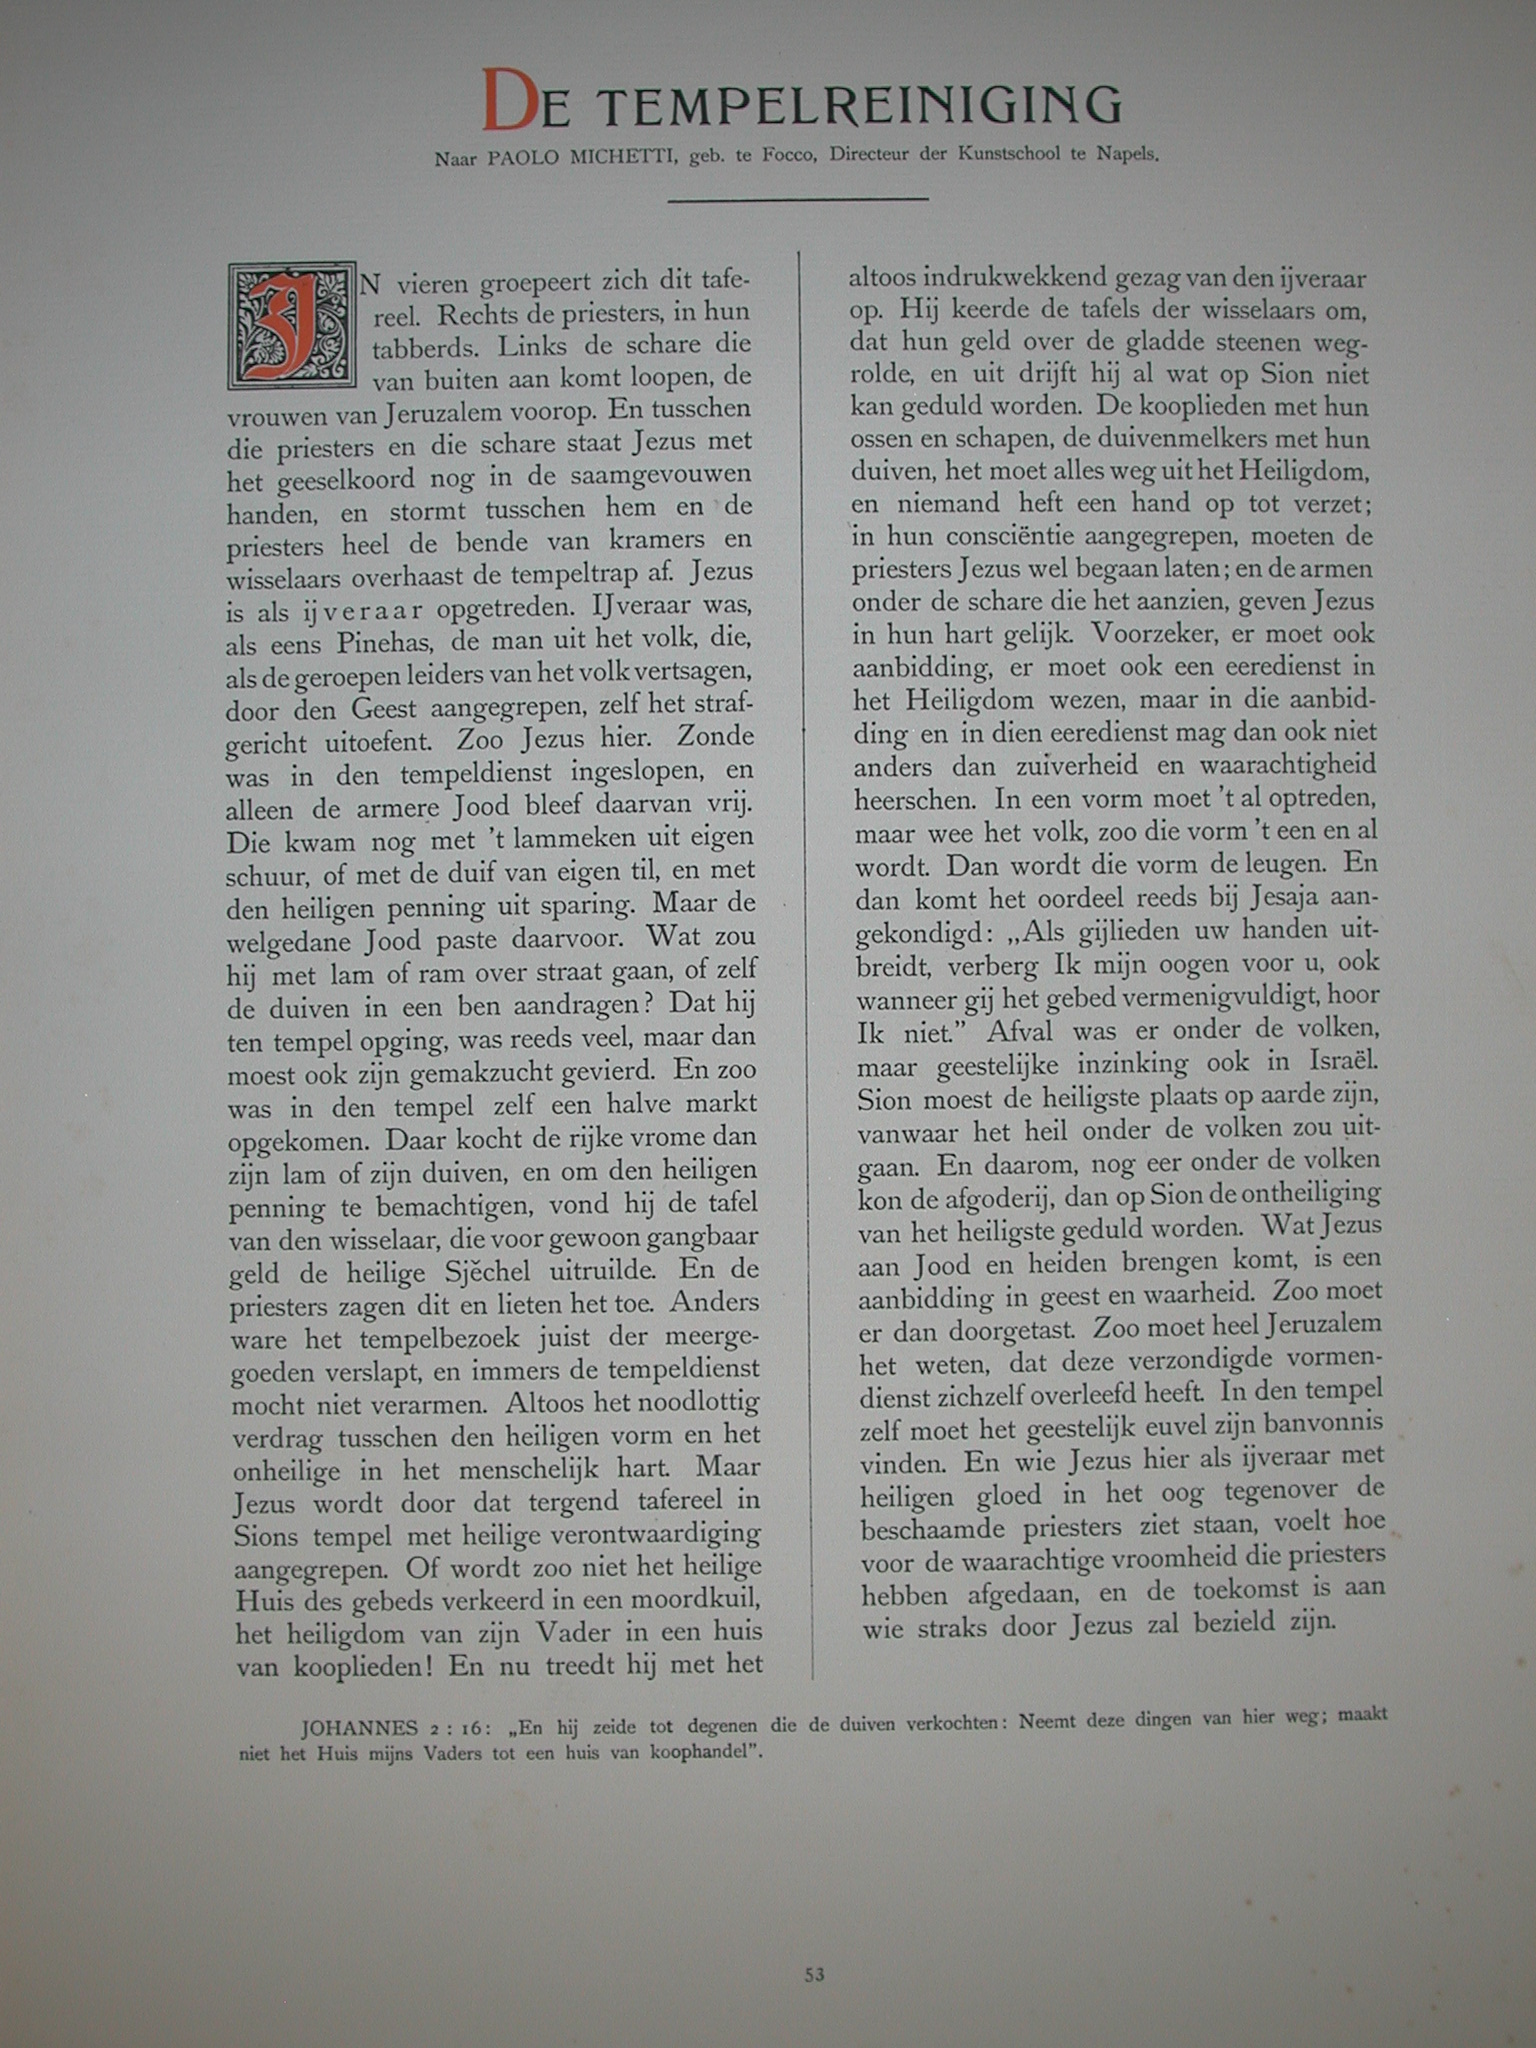 DE TEMPELREINIGING
Naar PAOLO MICHETTI, geb. te Focco, Directeur der Kunstschool te Napels.
IN vieren groepeert zich dit tafe-
reel. Rechts de priesters, in hun
tabberds. Links de schare die
van buiten aan komt loopen, de
vrouwen van Jeruzalem voorop. En tusschen
die priesters en die schare staat Jezus met
het geeselkoord nog in de saamgevouwen
handen, en stormt tusschen hem en de
priesters heel de bende van kramers en
wisselaars overhaast de tempeltrap af. Jezus
is als ijveraar opgetreden. IJveraar was,
als eens Pinehas, de man uit het volk, die,
als de geroepen leiders van het volk vertsagen,
door den Geest aangegrepen, zelf het straf-
gericht uitoefent. Zoo Jezus hier. Zonde
was in den tempeldienst ingeslopen, en
alleen de armere Jood bleef daarvan vrij.
Die kwam nog met 't lammeken uit eigen
schuur, of met de duif van eigen til, en met
den heiligen penning uit sparing. Maar de
welgedane Jood paste daarvoor. Wat zou
hij met lam of ram over straat gaan, of zelf
de duiven in een ben aandragen? Dat hij
ten tempel opging, was reeds veel, maar dan
moest ook zijn gemakzucht gevierd. En zoo
was in den tempel zelf een halve markt
opgekomen. Daar kocht de rijke vrome dan
zijn lam of zijn duiven, en om den heiligen
penning te bemachtigen, vond hij de tafel
van den wisselaar, die voor gewoon gangbaar
geld de heilige Sjĕchel uitruilde. En de
priesters zagen dit en lieten het toe. Anders
ware het tempelbezoek juist der meerge-
goeden verslapt, en immers de tempeldienst
mocht niet verarmen. Altoos het noodlottig
verdrag tusschen den heiligen vorm en het
onheilige in het menschelijk hart. Maar
Jezus wordt door dat tergend tafereel in
Sions tempel met heilige verontwaardiging
aangegrepen. Of wordt zoo niet het heilige
Huis des gebeds verkeerd in een moordkuil,
het heiligdom van zijn Vader in een huis
van kooplieden! En nu treedt hij met het
altoos indrukwekkend gezag van den ijveraar
op. Hij keerde de tafels der wisselaars om,
dat hun geld over de gladde steenen weg-
rolde, en uit drijft hij al wat op Sion niet
kan geduld worden. De kooplieden met hun
ossen en schapen, de duivenmelkers met hun
duiven, het moet alles weg uit het Heiligdom,
en niemand heft een hand op tot verzet;
in hun consciëntie aangegrepen, moeten de
priesters Jezus wel begaan laten; en de armen
onder de schare die het aanzien, geven Jezus
in hun hart gelijk. Voorzeker, er moet ook
aanbidding, er moet ook een eeredienst in
het Heiligdom wezen, maar in die aanbid-
ding en in dien eeredienst mag dan ook niet
anders dan zuiverheid en waarachtigheid
heerschen. In een vorm moet 't al optreden,
maar wee het volk, zoo die vorm 't een en al
wordt. Dan wordt die vorm de leugen. En
dan komt het oordeel reeds bij Jesaja aan-
gekondigd: „Als gijlieden uw handen uit-
breidt, verberg Ik mijn oogen voor u, ook
wanneer gij het gebed vermenigvuldigt, hoor
Ik niet.” Afval was er onder de volken,
maar geestelijke inzinking ook in Israël.
Sion moest de heiligste plaats op aarde zijn,
vanwaar het heil onder de volken zou uit-
gaan. En daarom, nog eer onder de volken
kon de afgoderij, dan op Sion de ontheiliging
van het heiligste geduld worden. Wat Jezus
aan Jood en heiden brengen komt, is een
aanbidding in geest en waarheid. Zoo moet
er dan doorgetast. Zoo moet heel Jeruzalem
het weten, dat deze verzondigde vormen-
dienst zichzelf overleefd heeft. In den tempel
zelf moet het geestelijk euvel zijn banvonnis
vinden. En wie Jezus hier als ijveraar met
heiligen gloed in het oog tegenover de
beschaamde priesters ziet staan, voelt hoe
voor de waarachtige vroomheid die priesters
hebben afgedaan, en de toekomst is aan
wie straks door Jezus zal bezield zijn.
JOHANNES 2 : 16: „En hij zeide tot degenen die de duiven verkochten: Neemt deze dingen van hier weg; maakt
niet het Huis mijns Vaders tot een huis van koophandel”.
53